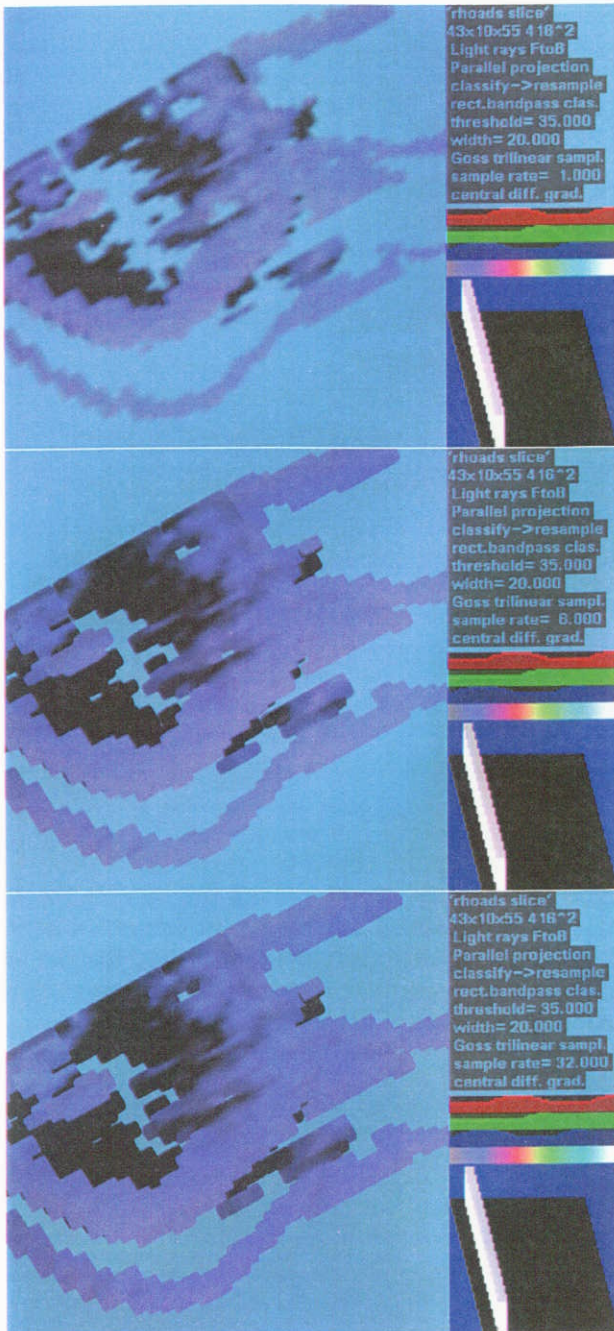 'rhoads slice'
43x10x55 416^2
Light rays FtoB
Parallel projection
classify->resample
rect.bandpass clas.
threshold= 35.000
width= 20.000
Goss trilinear sampl.
sample rate= 1.000
central diff. grad.
'rhoads slice'
43x10x55 416^2
Light rays FtoB
Parallel projection
classify->resample
rect.bandpass clas.
threshold= 35.000
width= 20.000
Goss trilinear sampl.
sample rate= 6.000
central diff. grad.
'rhoads slice'
43x10x55 416^2
Light rays FtoB
Parallel projection
classify->resample
rect.bandpass clas.
threshold= 35.000
width= 20.000
Goss trilinear sampl.
sample rate= 32.000
central diff. grad.